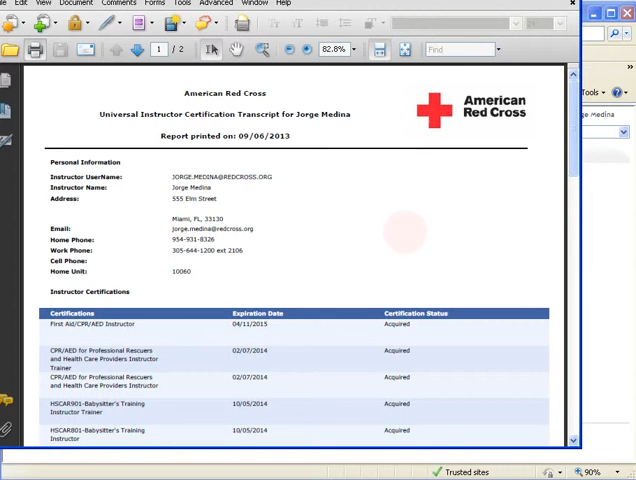 File Edit View Document Comments Forms Tools Advanced Window Help
1 / 2 82.8% Find
American Red Cross
American
Red Cross
Universal Instructor Certification Transcript for Jorge Medina
Report printed on: 09/06/2013
Tools
Personal Information
Instructor UserName: JORGE.MEDINA@REDCROSS.ORG
Instructor Name: Jorge Medina
Address: 555 Elm Street
Miami, FL, 33130
Email: jorge.medina@redcross.org
Home Phone: 954-931-8326
Work Phone: 305-644-1200 ext 2106
Cell Phone:
Home Unit: 10060
Instructor Certifications
Certifications Expiration Date Certification Status
First Aid/CPR/AED Instructor 04/11/2015 Acquired
CPR/AED for Professional Rescuers 02/07/2014 Acquired
and Health Care Providers Instructor
Trainer
CPR/AED for Professional Rescuers 02/07/2014 Acquired
and Health Care Providers Instructor
HSCAR901-Babysitter's Training 10/05/2014 Acquired
Instructor Trainer
HSCAR801-Babysitter's Training 10/05/2014 Acquired
Instructor
Trusted sites 90%